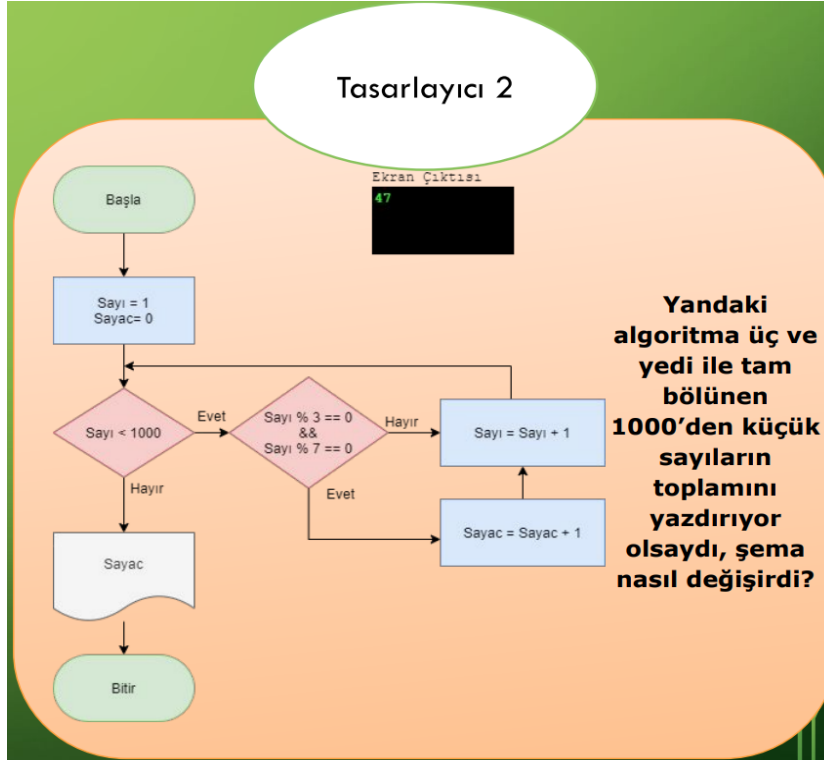 Tasarlayıcı 2
Ekran Çıktısı
47
Başla
Sayı = 1
Sayac= 0
Sayı < 1000
Evet
Sayı % 3 == 0
&&
Sayı % 7 == 0
Hayır
Sayı = Sayı + 1
Hayır
Evet
Sayac = Sayac + 1
Sayac
Bitir
Yandaki
algoritma üç ve
yedi ile tam
bölünen
1000’den küçük
sayıların
toplamını
yazdırıyor
olsaydı, şema
nasıl değişirdi?